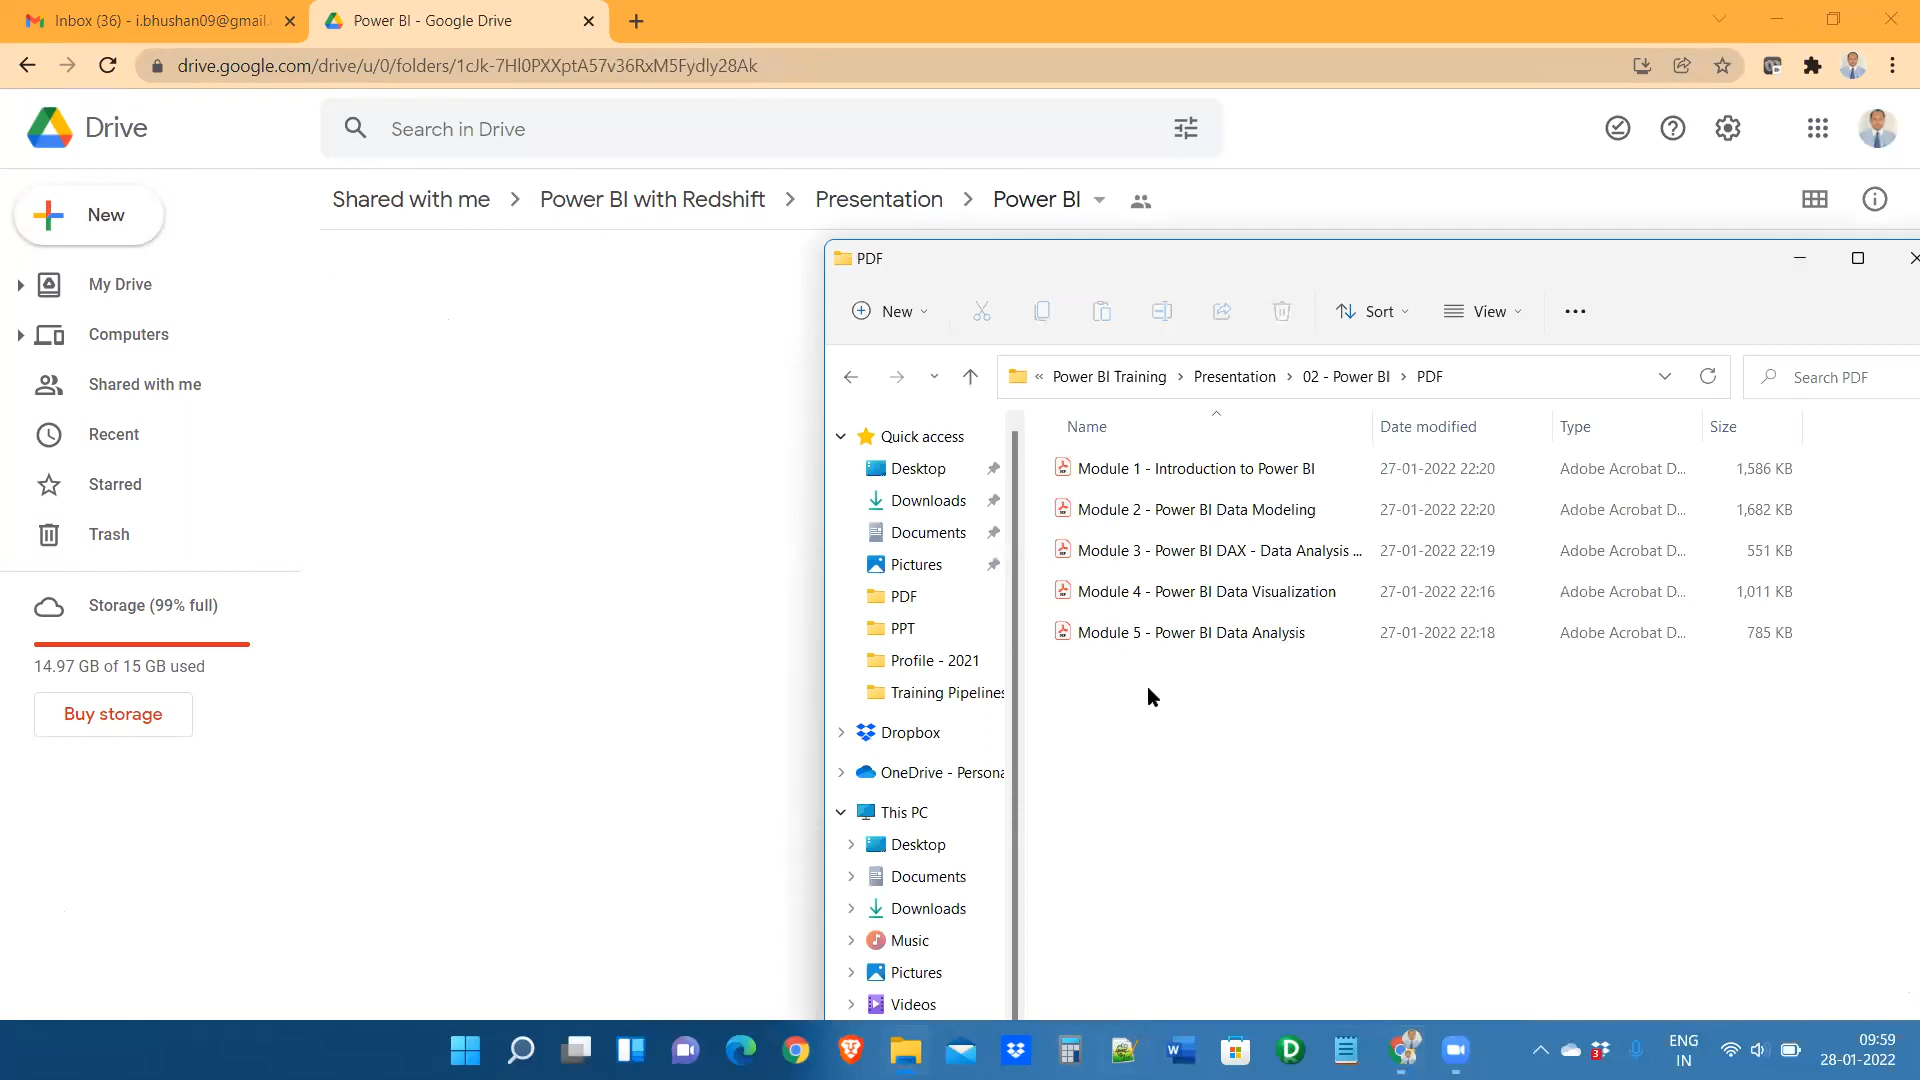 Inbox (36) - i.bhushan09@gmail.
Power BI - Google Drive
drive.google.com/drive/u/0/folders/1cJk-7Hl0PXXptA57v36RxM5Fydly28Ak
Drive
Search in Drive
New
Shared with me > Power BI with Redshift > Presentation > Power BI
My Drive
Computers
Shared with me
Recent
Starred
Trash
Storage (99% full)
14.97 GB of 15 GB used
Buy storage
PDF
New
Sort
View
« Power BI Training > Presentation > 02 - Power BI > PDF
Search PDF
Quick access
Desktop
Downloads
Documents
Pictures
PDF
PPT
Profile - 2021
Training Pipelines
Dropbox
OneDrive - Persona
This PC
Desktop
Documents
Downloads
Music
Pictures
Videos
Name Date modified Type Size
Module 1 - Introduction to Power BI 27-01-2022 22:20 Adobe Acrobat D... 1,586 KB
Module 2 - Power BI Data Modeling 27-01-2022 22:20 Adobe Acrobat D... 1,682 KB
Module 3 - Power BI DAX - Data Analysis ... 27-01-2022 22:19 Adobe Acrobat D... 551 KB
Module 4 - Power BI Data Visualization 27-01-2022 22:16 Adobe Acrobat D... 1,011 KB
Module 5 - Power BI Data Analysis 27-01-2022 22:18 Adobe Acrobat D... 785 KB
3
ENG
IN
09:59
28-01-2022